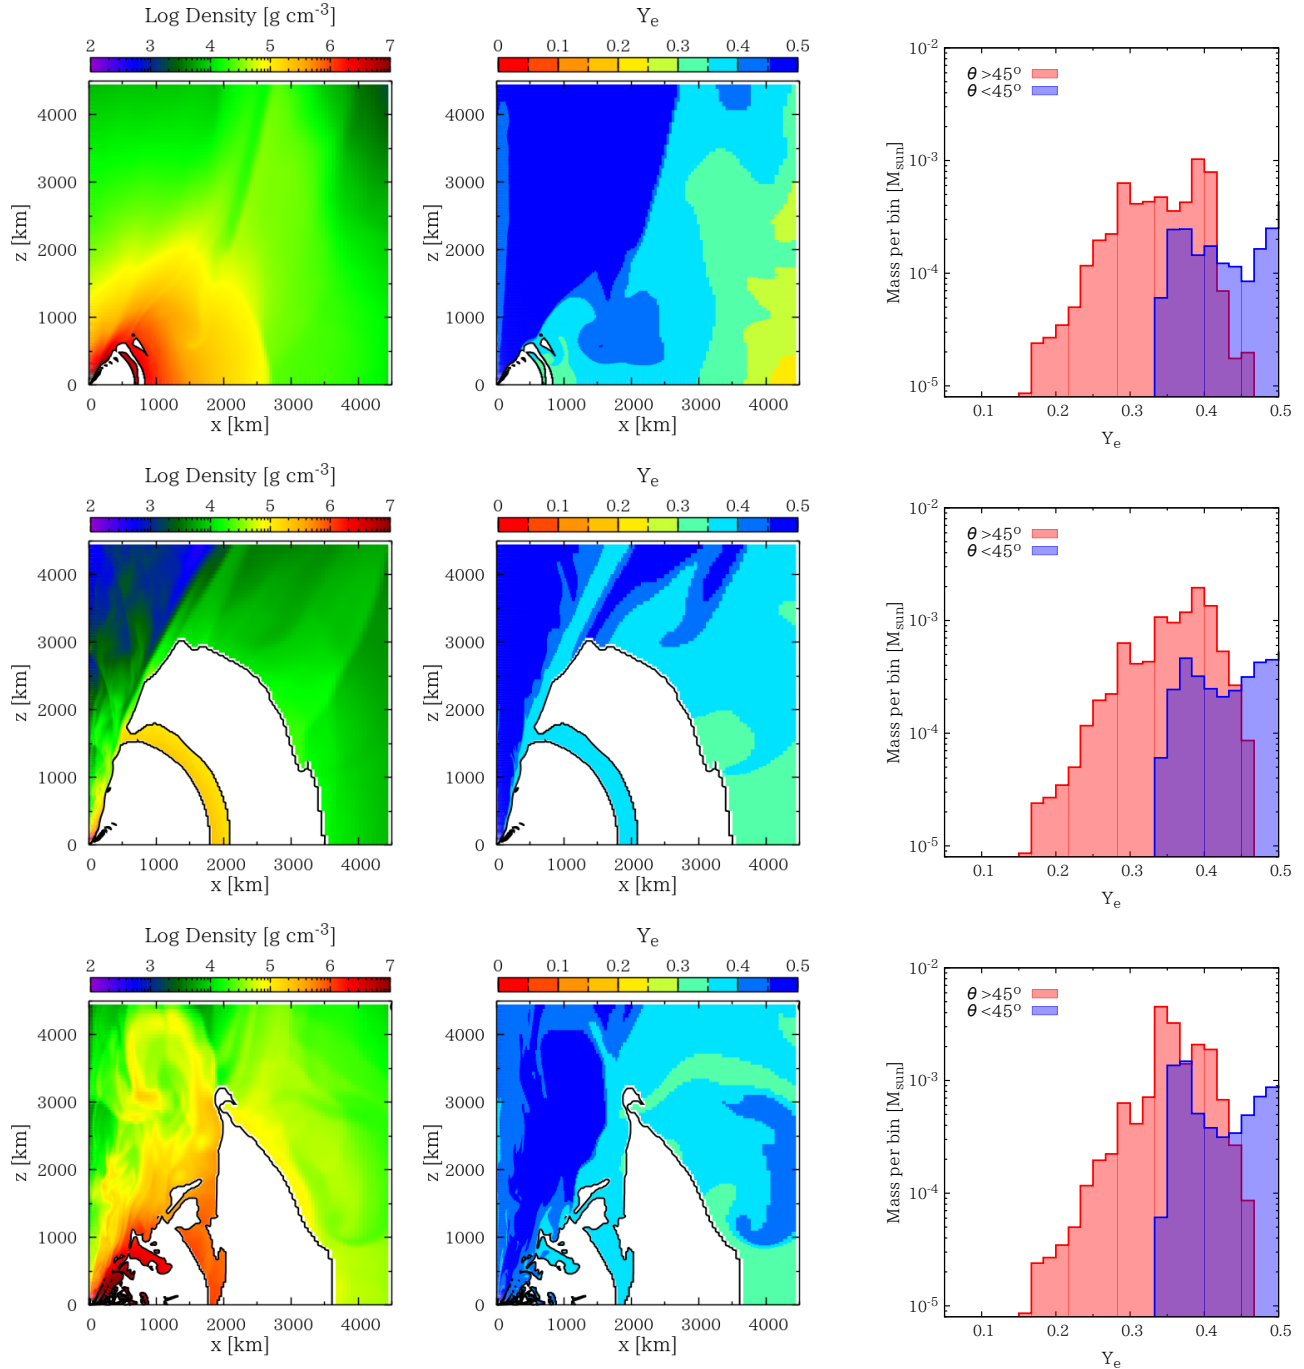 Log Density [g cm-3]
2 3 4 5 6 7
z [km]
4000
3000
2000
1000
0
0 1000 2000 3000 4000
x [km]
Ye
0 0.1 0.2 0.3 0.4 0.5
z [km]
4000
3000
2000
1000
0
0 1000 2000 3000 4000
x [km]
θ >45°
θ <45°
Mass per bin [Msun]
10-2
10-3
10-4
10-5
0.1 0.2 0.3 0.4 0.5
Ye
Log Density [g cm-3]
2 3 4 5 6 7
z [km]
4000
3000
2000
1000
0
0 1000 2000 3000 4000
x [km]
Ye
0 0.1 0.2 0.3 0.4 0.5
z [km]
4000
3000
2000
1000
0
0 1000 2000 3000 4000
x [km]
θ >45°
θ <45°
Mass per bin [Msun]
10-2
10-3
10-4
10-5
0.1 0.2 0.3 0.4 0.5
Ye
Log Density [g cm-3]
2 3 4 5 6 7
z [km]
4000
3000
2000
1000
0
0 1000 2000 3000 4000
x [km]
Ye
0 0.1 0.2 0.3 0.4 0.5
z [km]
4000
3000
2000
1000
0
0 1000 2000 3000 4000
x [km]
θ >45°
θ <45°
Mass per bin [Msun]
10-2
10-3
10-4
10-5
0.1 0.2 0.3 0.4 0.5
Ye